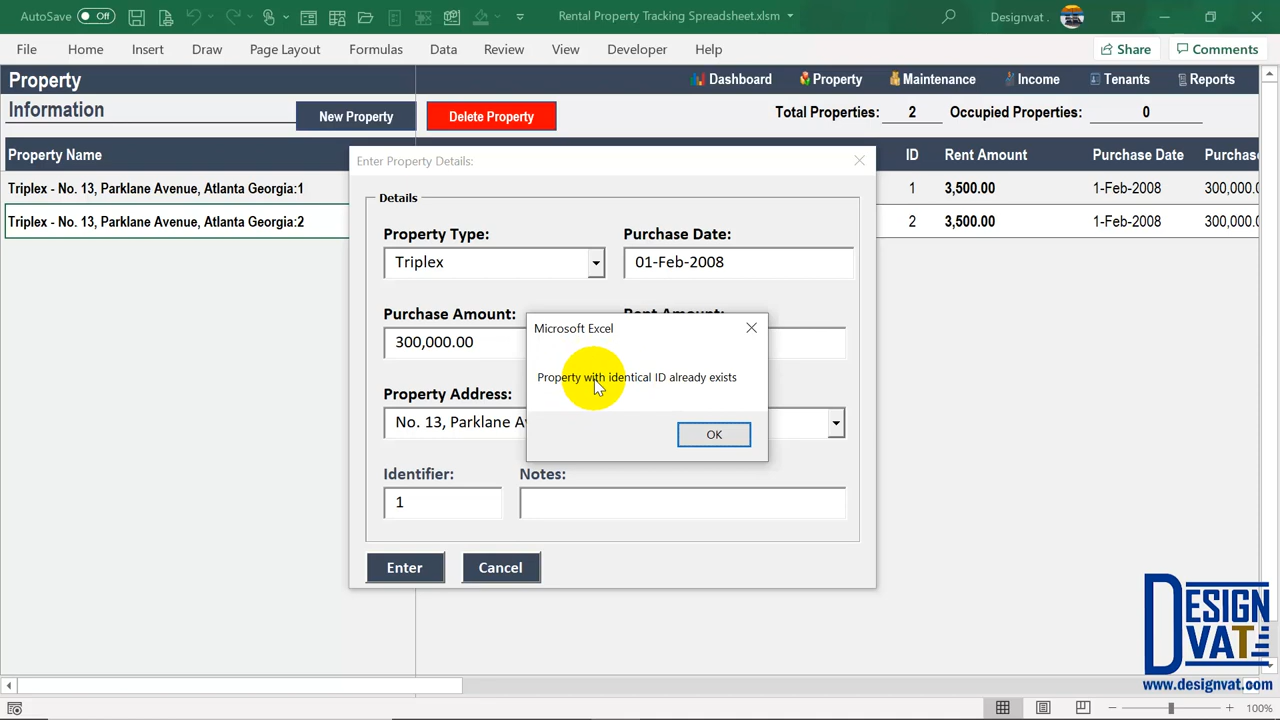 AutoSave Off Rental Property Tracking Spreadsheet.xlsm Designvat .
File Home Insert Draw Page Layout Formulas Data Review View Developer Help Share Comments
Property Dashboard Property Maintenance Income Tenants Reports
Information New Property Delete Property Total Properties: 2 Occupied Properties: 0
Property Name ID Rent Amount Purchase Date Purchas
Triplex - No. 13, Parklane Avenue, Atlanta Georgia:1 1 3,500.00 1-Feb-2008 300,000.
Triplex - No. 13, Parklane Avenue, Atlanta Georgia:2 2 3,500.00 1-Feb-2008 300,000.
Enter Property Details:
Details
Property Type: Purchase Date:
Triplex 01-Feb-2008
Purchase Amount: Rent Amount:
300,000.00
Microsoft Excel
Property with identical ID already exists
OK
Property Address:
No. 13, Parklane Av
Identifier: Notes:
1
Enter Cancel
DESIGN
VAT
www.designvat.com
100%